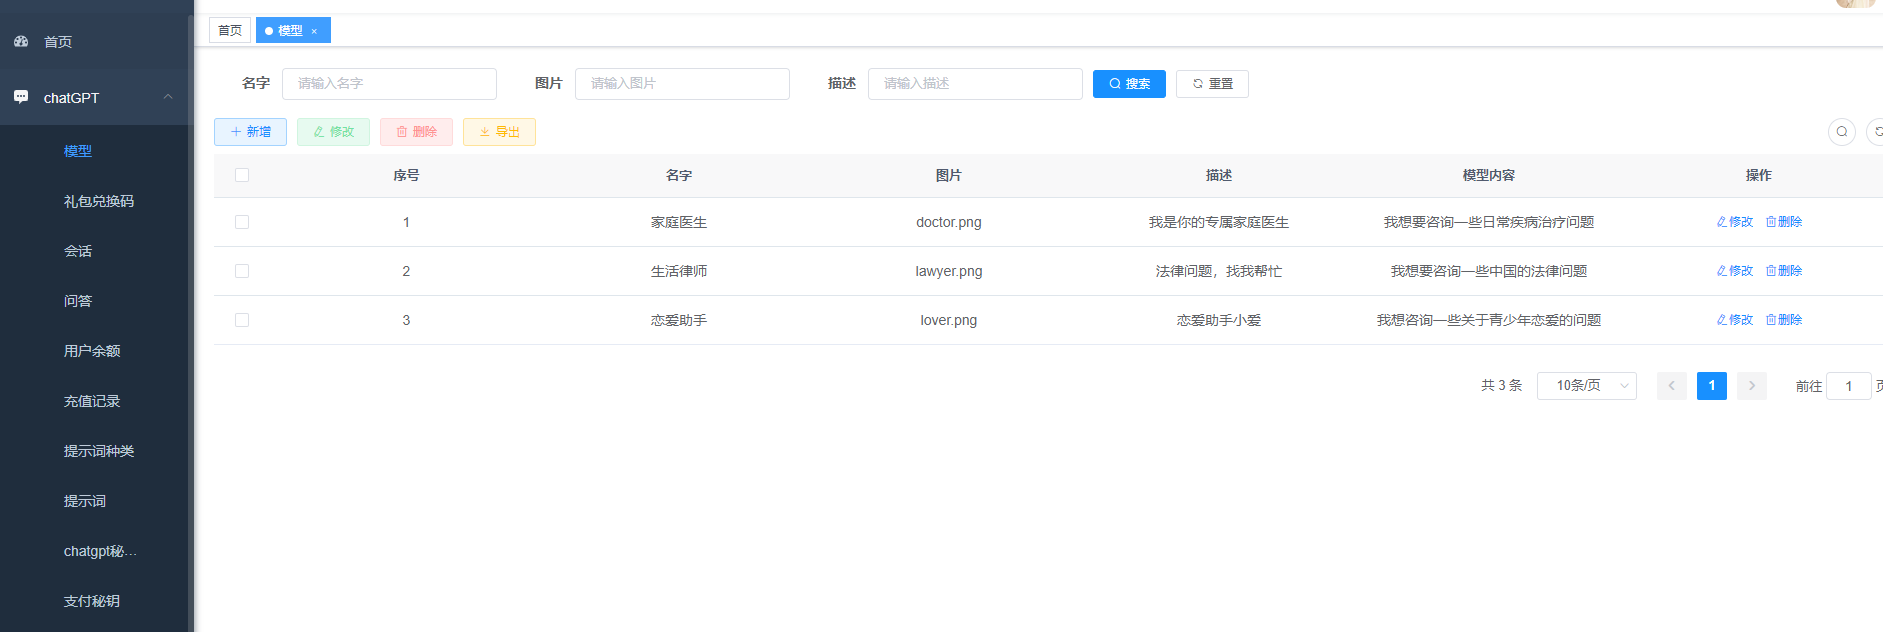 首页
chatGPT
模型
礼包兑换码
会话
问答
用户余额
充值记录
提示词种类
提示词
chatgpt秘...
支付秘钥
首页 模型 ×
名字 请输入名字 图片 请输入图片 描述 请输入描述 搜索 重置
新增 修改 删除 导出
序号 名字 图片 描述 模型内容 操作
1 家庭医生 doctor.png 我是你的专属家庭医生 我想要咨询一些日常疾病治疗问题 修改 删除
2 生活律师 lawyer.png 法律问题，找我帮忙 我想要咨询一些中国的法律问题 修改 删除
3 恋爱助手 lover.png 恋爱助手小爱 我想咨询一些关于青少年恋爱的问题 修改 删除
共 3 条 10条/页 1 前往 1 页